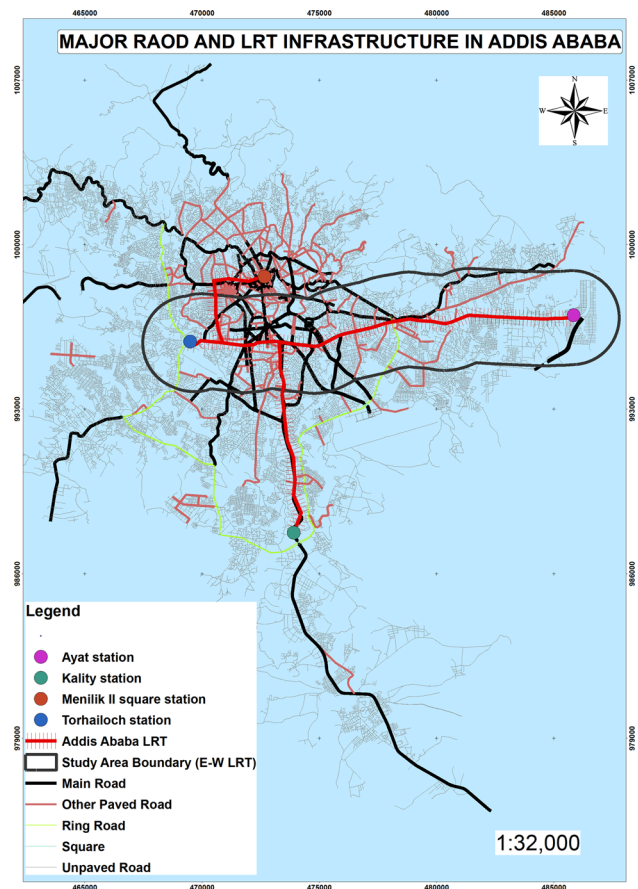 465000 470000 475000 480000 485000
MAJOR RAOD AND LRT INFRASTRUCTURE IN ADDIS ABABA
1007000 1007000
N
W E
S
1000000 1000000
993000 993000
986000 986000
Legend
Ayat station
Kality station
Menilik II square station
Torhailoch station
979000 979000
Addis Ababa LRT
Study Area Boundary (E-W LRT)
Main Road
Other Paved Road
Ring Road
Square
1:32,000
Unpaved Road
465000 470000 475000 480000 485000